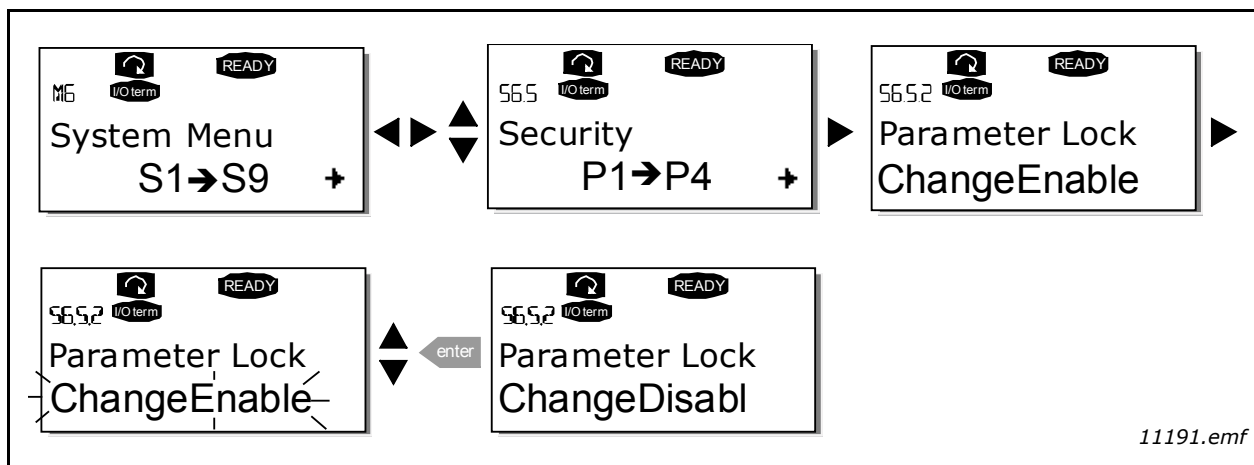 READY
M6 I/O term
System Menu
S1➔S9
READY
S6.5 I/O term
Security
P1➔P4
READY
S6.5.2 I/O term
Parameter Lock
ChangeEnable
READY
S6.5.2 I/O term
Parameter Lock
ChangeEnable
enter
READY
S6.5.2 I/O term
Parameter Lock
ChangeDisabl
11191.emf